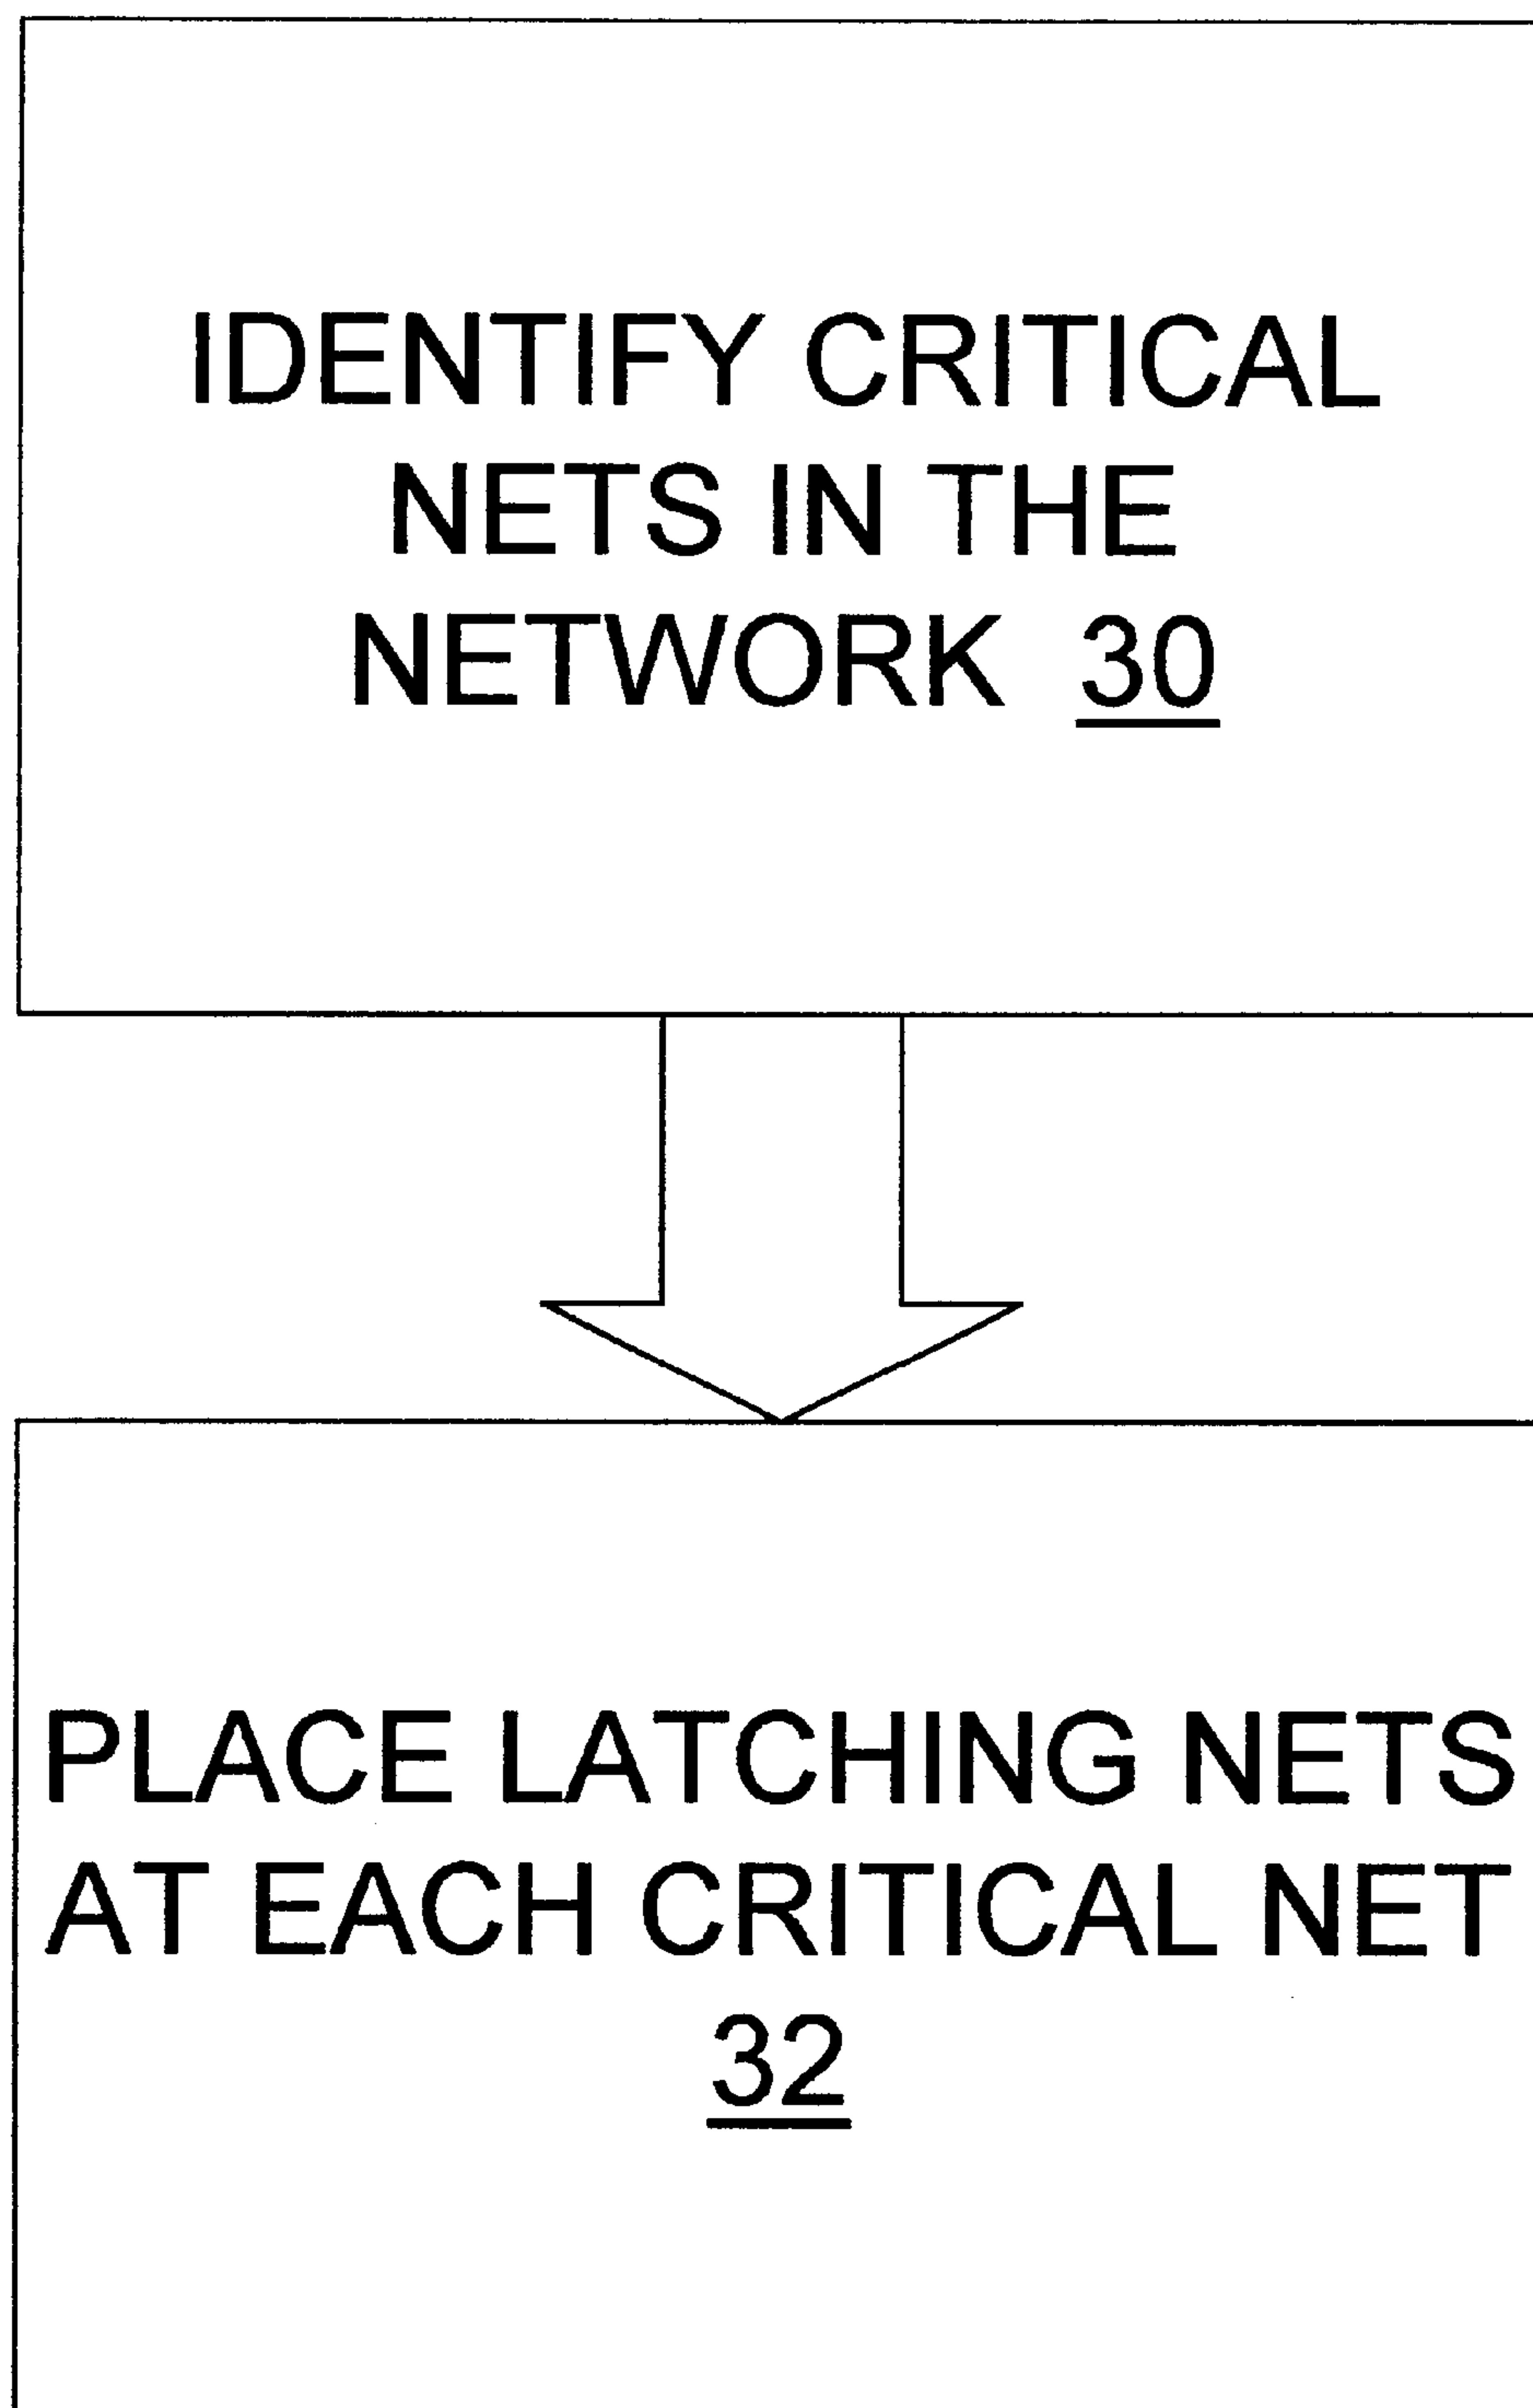 IDENTIFY CRITICAL
NETS IN THE
NETWORK 30
PLACE LATCHING NETS
AT EACH CRITICAL NET
32